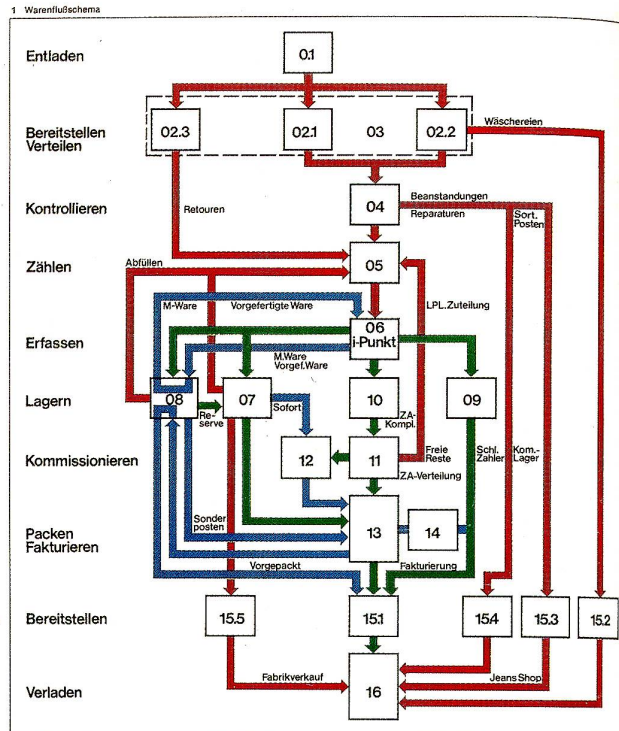 1 Warenflußschema
Entladen
0.1
Bereitstellen
Verteilen
02.3
02.1
03
02.2
Wäschereien
Kontrollieren
Retouren
04
Beanstandungen
Reparaturen
Sort.
Posten
Zählen
Abfüllen
05
M-Ware
Vorgefertigte Ware
LPL.Zuteilung
Erfassen
06
i-Punkt
M.Ware
Vorgef.Ware
Lagern
08
07
10
09
Re-
serve
Sofort
ZA-
Kompl.
Kommissionieren
12
11
Freie
Reste
Schl.
Zahler
Kom.-
Lager
ZA-Verteilung
Packen
Fakturieren
Sonder
posten
13
14
Vorgepackt
Fakturierung
Bereitstellen
15.5
15.1
15.4
15.3
15.2
Verladen
Fabrikverkauf
16
Jeans Shop